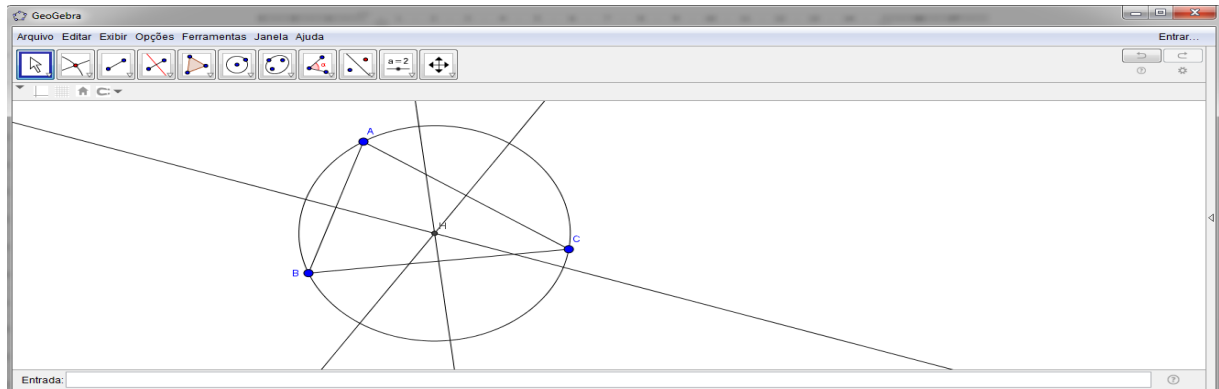 GeoGebra
Arquivo Editar Exibir Opções Ferramentas Janela Ajuda Entrar...
a=2
A
H
C
B
Entrada: